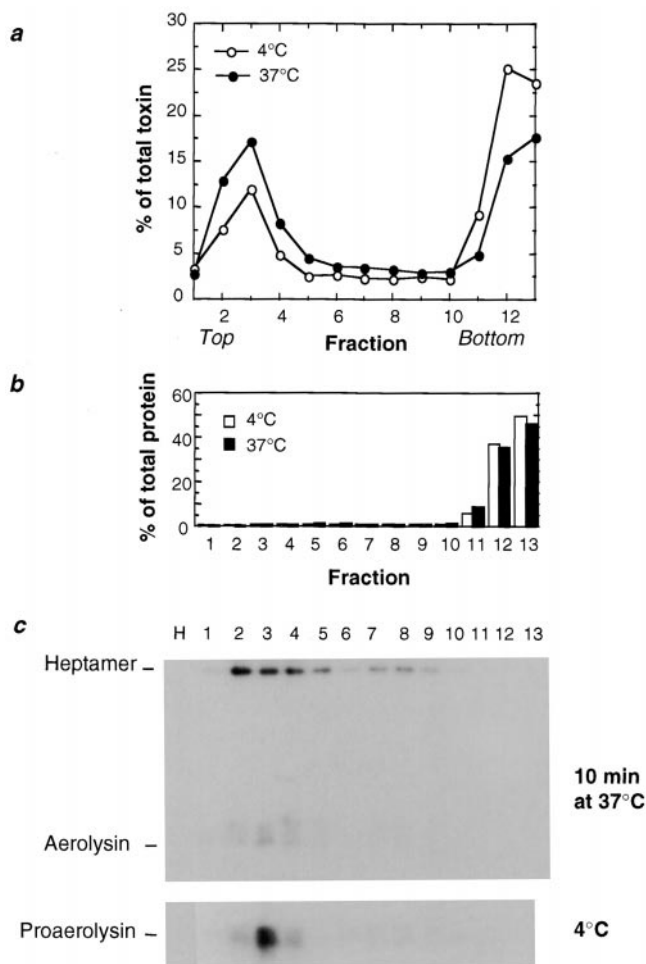 a
4°C
37°C
% of total toxin
30
25
20
15
10
5
0
2 4 6 8 10 12
Top Fraction Bottom
b
4°C
37°C
% of total protein
60
40
20
0
1 2 3 4 5 6 7 8 9 10 11 12 13
Fraction
c
H 1 2 3 4 5 6 7 8 9 10 11 12 13
Heptamer –
10 min
at 37°C
Aerolysin –
Proaerolysin –
4°C